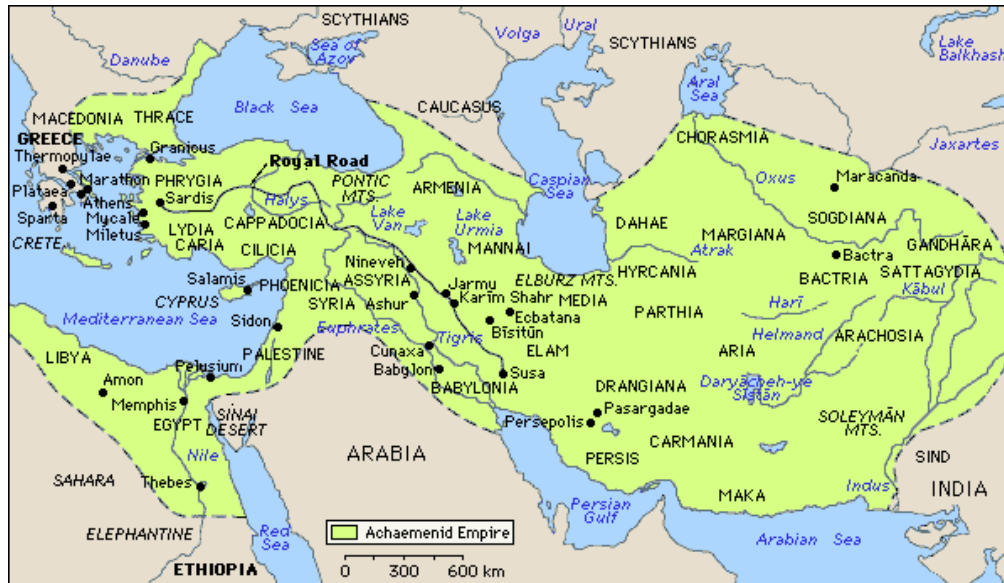 SCYTHIANS
Volga
Ural
SCYTHIANS
Lake
Balkhash
Danube
Sea of
Azov
Aral
Sea
Black Sea
CAUCASUS
MACEDONIA
THRACE
CHORASMIA
Jaxartes
GREECE
Granicus
Thermopylae
Royal Road
Marathon
PHRYGIA
PONTIC
MTS.
ARMENIA
Caspian
Sea
Oxus
Maracanda
Plataea
Athens
Sardis
Halys
Sparta
Mycale
CAPPADOCIA
Lake
Van
Lake
Urmia
DAHAE
MARGIANA
SOGDIANA
Miletus
LYDIA
CARIA
CILICIA
MANNAI
Atrak
GANDHĀRA
CRETE
Bactra
Nineveh
HYRCANIA
BACTRIA
SATTAGYDIA
Salamis
PHOENICIA
ASSYRIA
ELBURZ MTS.
Jarmy
Kābul
CYPRUS
SYRIA
Ashur
Karīm Shahr
MEDIA
PARTHIA
Harī
Mediterranean Sea
Sidon
Euphrates
Tigris
Ecbatana
Bīsitūn
Helmand
ARACHOSIA
LIBYA
PALESTINE
Cunaxa
ELAM
ARIA
Pelusium
Babylon
BABYLONIA
Susa
Amon
DRANGIANA
Daryācheh-ye
Sīstān
Memphis
Pasargadae
EGYPT
SINAI
DESERT
Persepolis
SOLEYMĀN
MTS.
CARMANIA
Nile
ARABIA
PERSIS
SIND
SAHARA
Thebes
MAKA
Indus
INDIA
Persian
Gulf
ELEPHANTINE
Red
Sea
Achaemenid Empire
Arabian Sea
0 300 600 km
ETHIOPIA